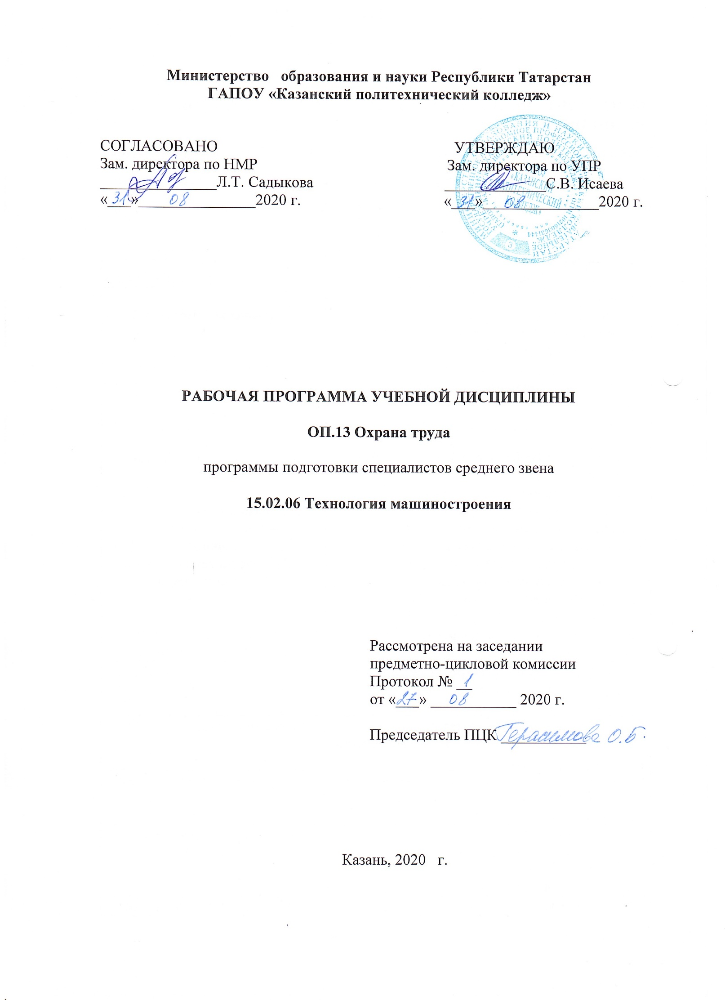 Министерство образования и науки Республики Татарстан
ГАПОУ «Казанский политехнический колледж»
СОГЛАСОВАНО
Зам. директора по НМР
Л.Т. Садыкова
«31» 08 2020 г.
УТВЕРЖДАЮ
Зам. директора по УПР
С.В. Исаева
«31» 08 2020 г.
РАБОЧАЯ ПРОГРАММА УЧЕБНОЙ ДИСЦИПЛИНЫ
ОП.13 Охрана труда
программы подготовки специалистов среднего звена
15.02.06 Технология машиностроения
Рассмотрена на заседании
предметно-цикловой комиссии
Протокол № 1
от «27» 08 2020 г.
Председатель ПЦК Герасимова О.Б.
Казань, 2020 г.